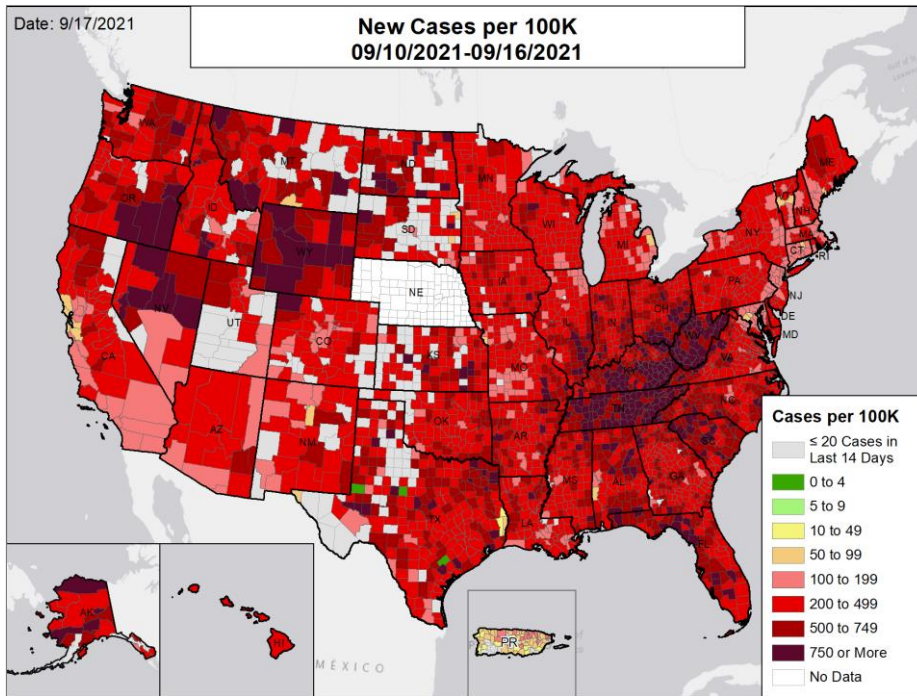 Date: 9/17/2021
New Cases per 100K
09/10/2021-09/16/2021
WA
MT
ND
MN
ME
OR
ID
SD
WI
MI
NY
NH
MA
CT
RI
WY
IA
PA
NJ
NE
NV
UT
CO
IL
IN
OH
DE
MD
CA
KS
MO
KY
WV
VA
AZ
NM
OK
AR
TN
NC
SC
MS
AL
GA
TX
LA
FL
AK
HI
MÉXICO
PR
Cases per 100K
≤ 20 Cases in
Last 14 Days
0 to 4
5 to 9
10 to 49
50 to 99
100 to 199
200 to 499
500 to 749
750 or More
No Data